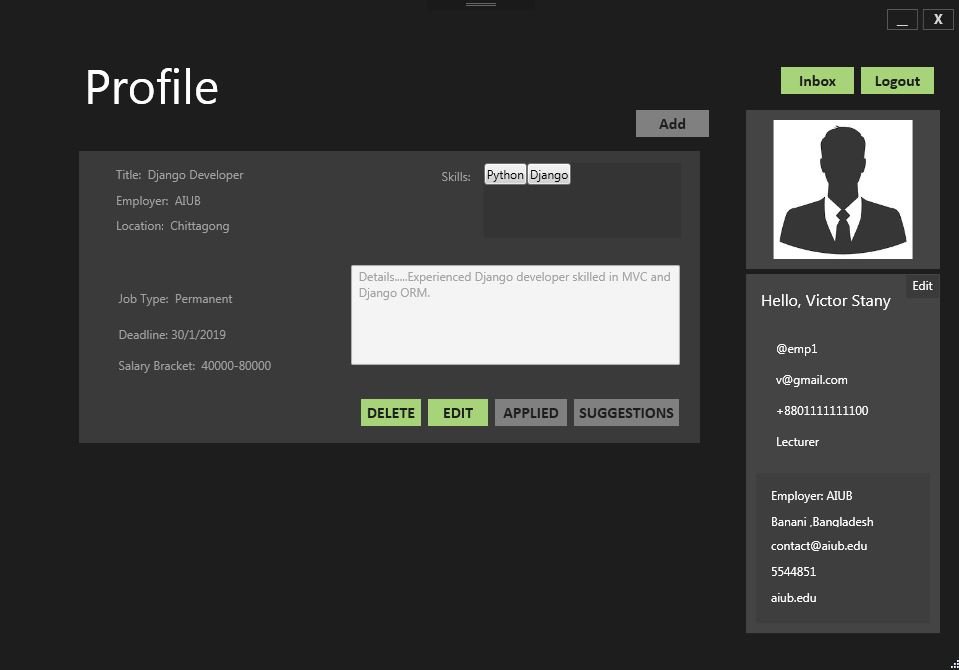 _ X
Profile
Inbox Logout
Add
Title: Django Developer
Employer: AIUB
Location: Chittagong
Skills: Python Django
Job Type: Permanent
Deadline: 30/1/2019
Salary Bracket: 40000-80000
Details.....Experienced Django developer skilled in MVC and
Django ORM.
DELETE EDIT APPLIED SUGGESTIONS
Edit
Hello, Victor Stany
@emp1
v@gmail.com
+8801111111100
Lecturer
Employer: AIUB
Banani ,Bangladesh
contact@aiub.edu
5544851
aiub.edu